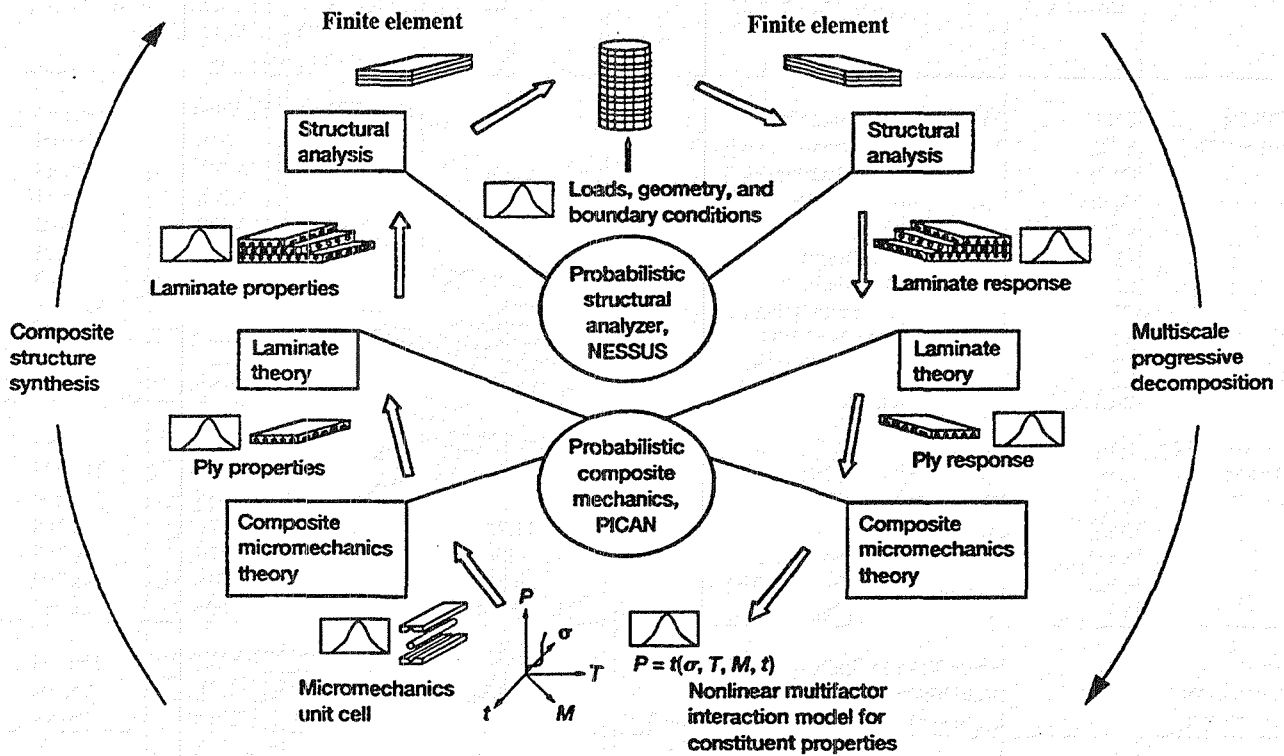 Finite element
Finite element
Structural
analysis
Structural
analysis
Loads, geometry, and
boundary conditions
Laminate properties
Laminate response
Probabilistic
structural
analyzer,
NESSUS
Composite
structure
synthesis
Multiscale
progressive
decomposition
Laminate
theory
Laminate
theory
Ply properties
Ply response
Probabilistic
composite
mechanics,
PICAN
Composite
micromechanics
theory
Composite
micromechanics
theory
Micromechanics
unit cell
P
σ
T
M
t
P = t(σ, T, M, t)
Nonlinear multifactor
interaction model for
constituent properties